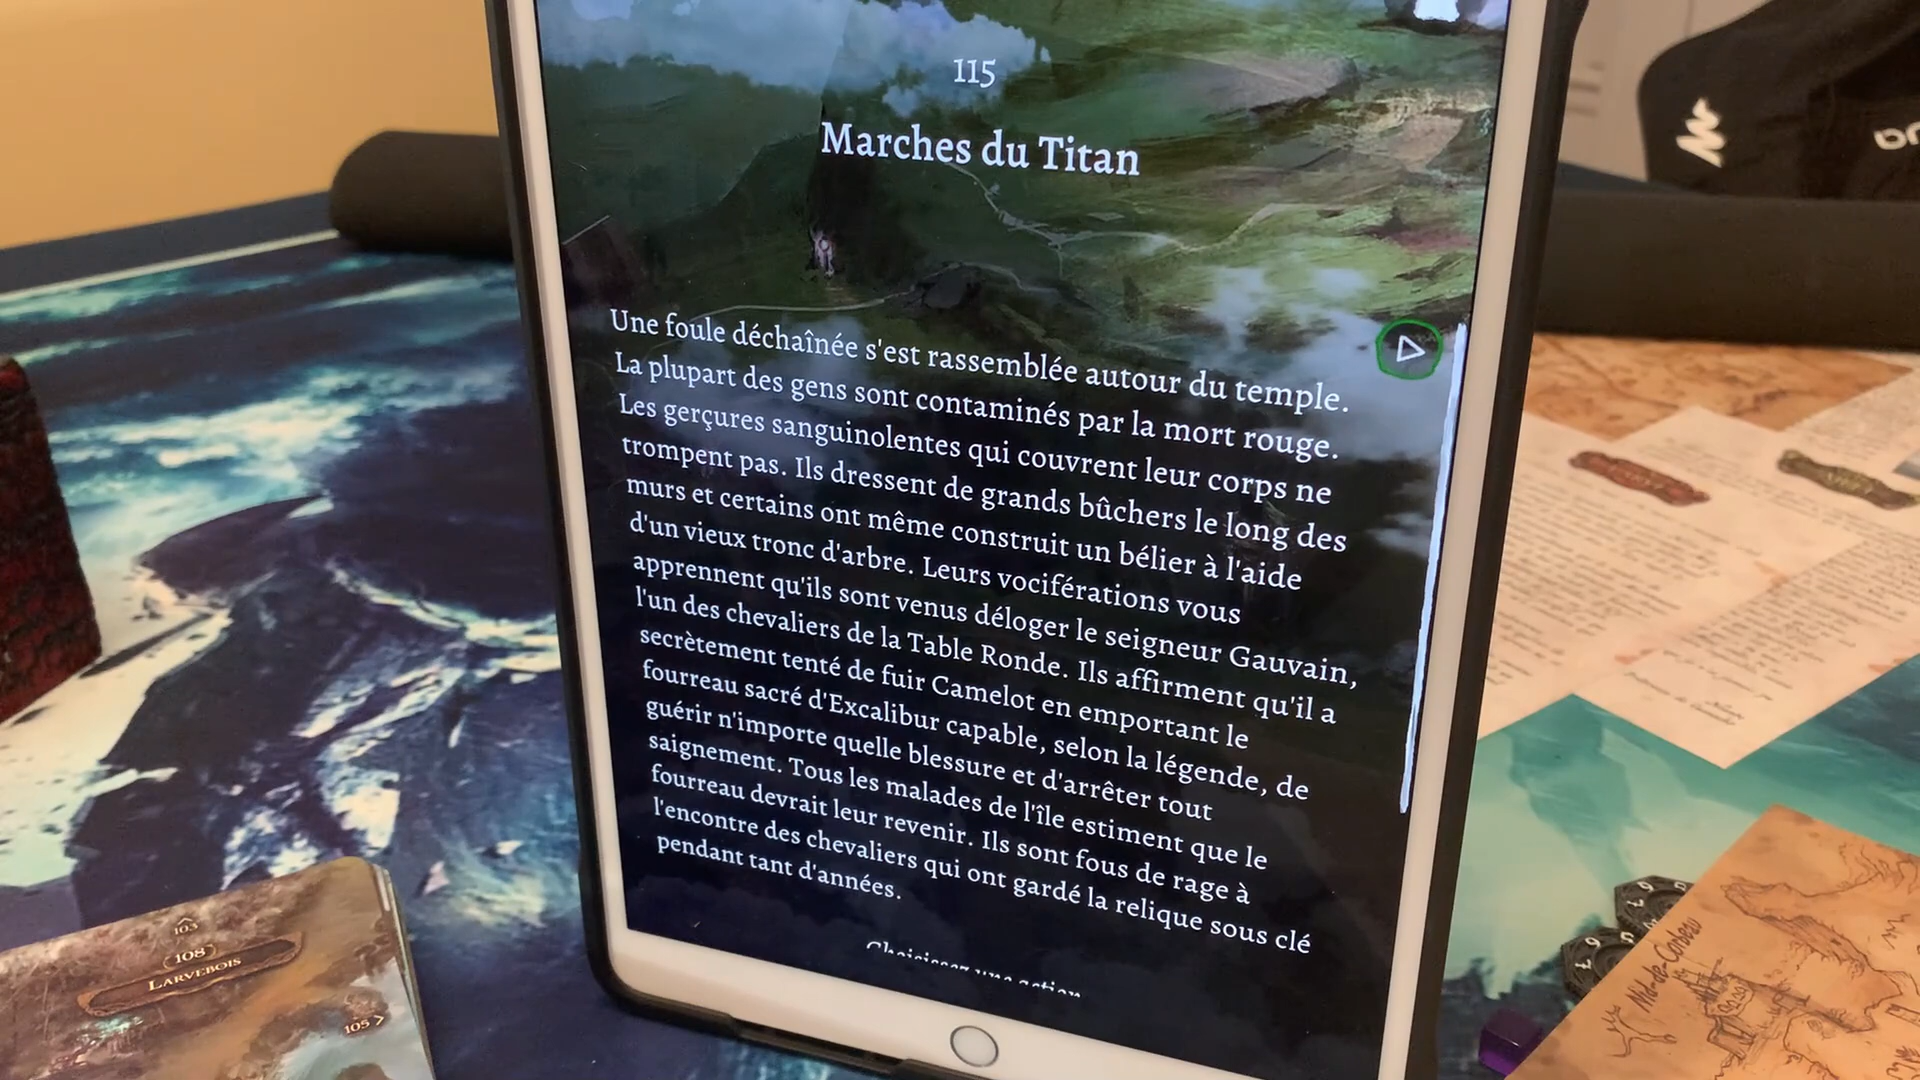 115
Marches du Titan
Une foule déchaînée s'est rassemblée autour du temple.
La plupart des gens sont contaminés par la mort rouge.
Les gerçures sanguinolentes qui couvrent leur corps ne
trompent pas. Ils dressent de grands bûchers le long des
murs et certains ont même construit un bélier à l'aide
d'un vieux tronc d'arbre. Leurs vociférations vous
apprennent qu'ils sont venus déloger le seigneur Gauvain,
l'un des chevaliers de la Table Ronde. Ils affirment qu'il a
secrètement tenté de fuir Camelot en emportant le
fourreau sacré d'Excalibur capable, selon la légende, de
guérir n'importe quelle blessure et d'arrêter tout
saignement. Tous les malades de l'île estiment que le
fourreau devrait leur revenir. Ils sont fous de rage à
l'encontre des chevaliers qui ont gardé la relique sous clé
pendant tant d'années.
Choisissez une action
103
108
LARVEBOIS
105 >
Nid-de-Corbeau